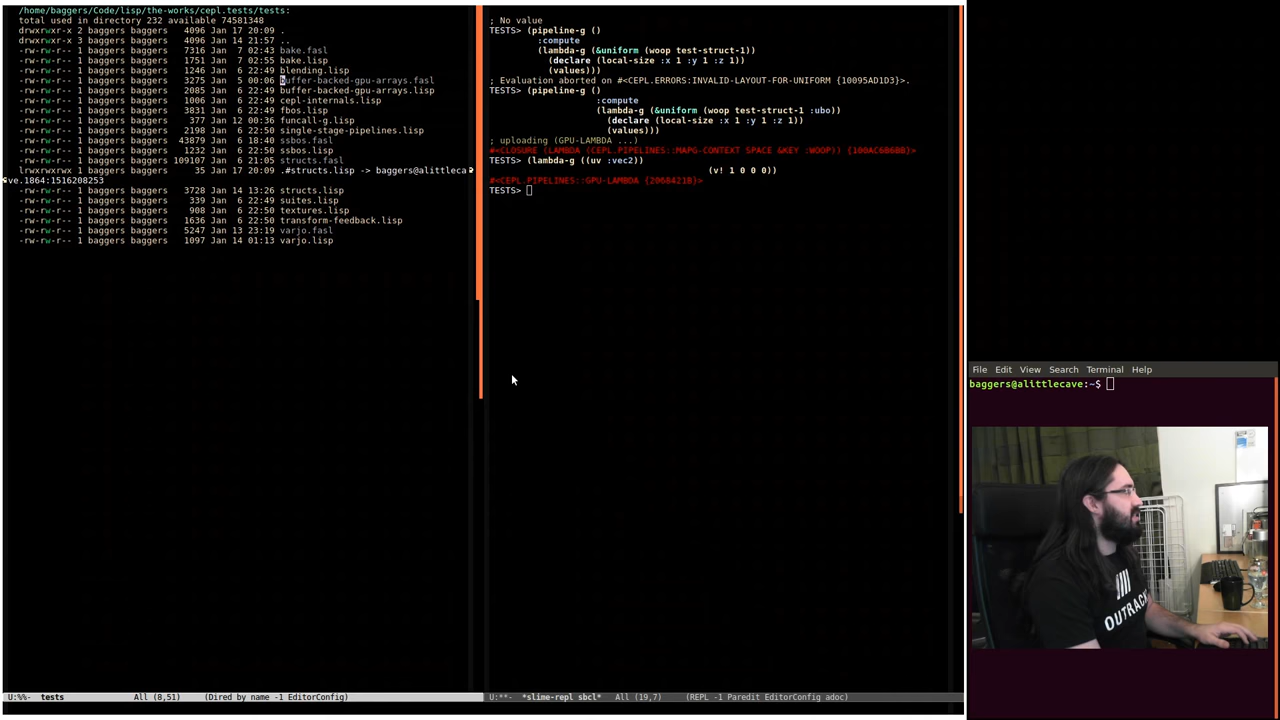 /home/baggers/Code/lisp/the-works/cepl.tests/tests:
total used in directory 232 available 74581348
drwxrwxr-x 2 baggers baggers   4096 Jan 17 20:09 .
drwxrwxr-x 3 baggers baggers   4096 Jan 14 21:57 ..
-rw-rw-r-- 1 baggers baggers   7316 Jan  7 02:43 bake.fasl
-rw-rw-r-- 1 baggers baggers   1751 Jan  7 02:55 bake.lisp
-rw-rw-r-- 1 baggers baggers   1246 Jan  6 22:49 blending.lisp
-rw-rw-r-- 1 baggers baggers   3275 Jan  5 00:06 buffer-backed-gpu-arrays.fasl
-rw-rw-r-- 1 baggers baggers   2085 Jan  6 22:49 buffer-backed-gpu-arrays.lisp
-rw-rw-r-- 1 baggers baggers   1006 Jan  6 22:49 cepl-internals.lisp
-rw-rw-r-- 1 baggers baggers   3831 Jan  6 22:49 fbos.lisp
-rw-rw-r-- 1 baggers baggers    377 Jan 12 00:36 funcall-g.lisp
-rw-rw-r-- 1 baggers baggers   2198 Jan  6 22:50 single-stage-pipelines.lisp
-rw-rw-r-- 1 baggers baggers  43879 Jan  6 18:40 ssbos.fasl
-rw-rw-r-- 1 baggers baggers   1232 Jan  6 22:50 ssbos.lisp
-rw-rw-r-- 1 baggers baggers 109107 Jan  6 21:05 structs.fasl
lrwxrwxrwx 1 baggers baggers     35 Jan 17 20:09 .#structs.lisp -> baggers@alittleca
ve.1864:1516208253
-rw-rw-r-- 1 baggers baggers   3728 Jan 14 13:26 structs.lisp
-rw-rw-r-- 1 baggers baggers    339 Jan  6 22:49 suites.lisp
-rw-rw-r-- 1 baggers baggers    908 Jan  6 22:50 textures.lisp
-rw-rw-r-- 1 baggers baggers   1636 Jan  6 22:50 transform-feedback.lisp
-rw-rw-r-- 1 baggers baggers   5247 Jan 13 23:19 varjo.fasl
-rw-rw-r-- 1 baggers baggers   1097 Jan 14 01:13 varjo.lisp
U:%%-  tests          All (8,51)     (Dired by name -1 EditorConfig)
; No value
TESTS> (pipeline-g ()
:compute
(lambda-g (&uniform (woop test-struct-1))
(declare (local-size :x 1 :y 1 :z 1))
(values)))
; Evaluation aborted on #<CEPL.ERRORS:INVALID-LAYOUT-FOR-UNIFORM {10095AD1D3}>.
TESTS> (pipeline-g ()
:compute
(lambda-g (&uniform (woop test-struct-1 :ubo))
(declare (local-size :x 1 :y 1 :z 1))
(values)))
; uploading (GPU-LAMBDA ...)
#<CLOSURE (LAMBDA (CEPL.PIPELINES::MAPG-CONTEXT SPACE &KEY :WOOP)) {100AC6B6BB}>
TESTS> (lambda-g ((uv :vec2))
(v! 1 0 0 0))
#<CEPL.PIPELINES::GPU-LAMBDA {2068421B}>
TESTS>
U:**-  *slime-repl sbcl*   All (19,7)     (REPL -1 Paredit EditorConfig adoc)
File Edit View Search Terminal Help
baggers@alittlecave:~$
OUTRACK